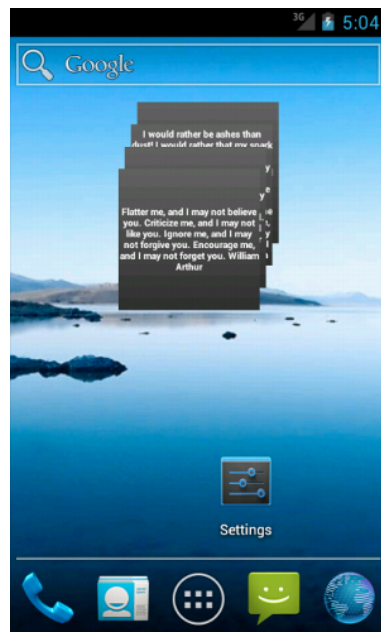 3G
5:04
Google
I would rather be ashes than
dust! I would rather that my spark
Flatter me, and I may not believe
you. Criticize me, and I may not
like you. Ignore me, and I may
not forgive you. Encourage me,
and I may not forget you. William
Arthur
Settings